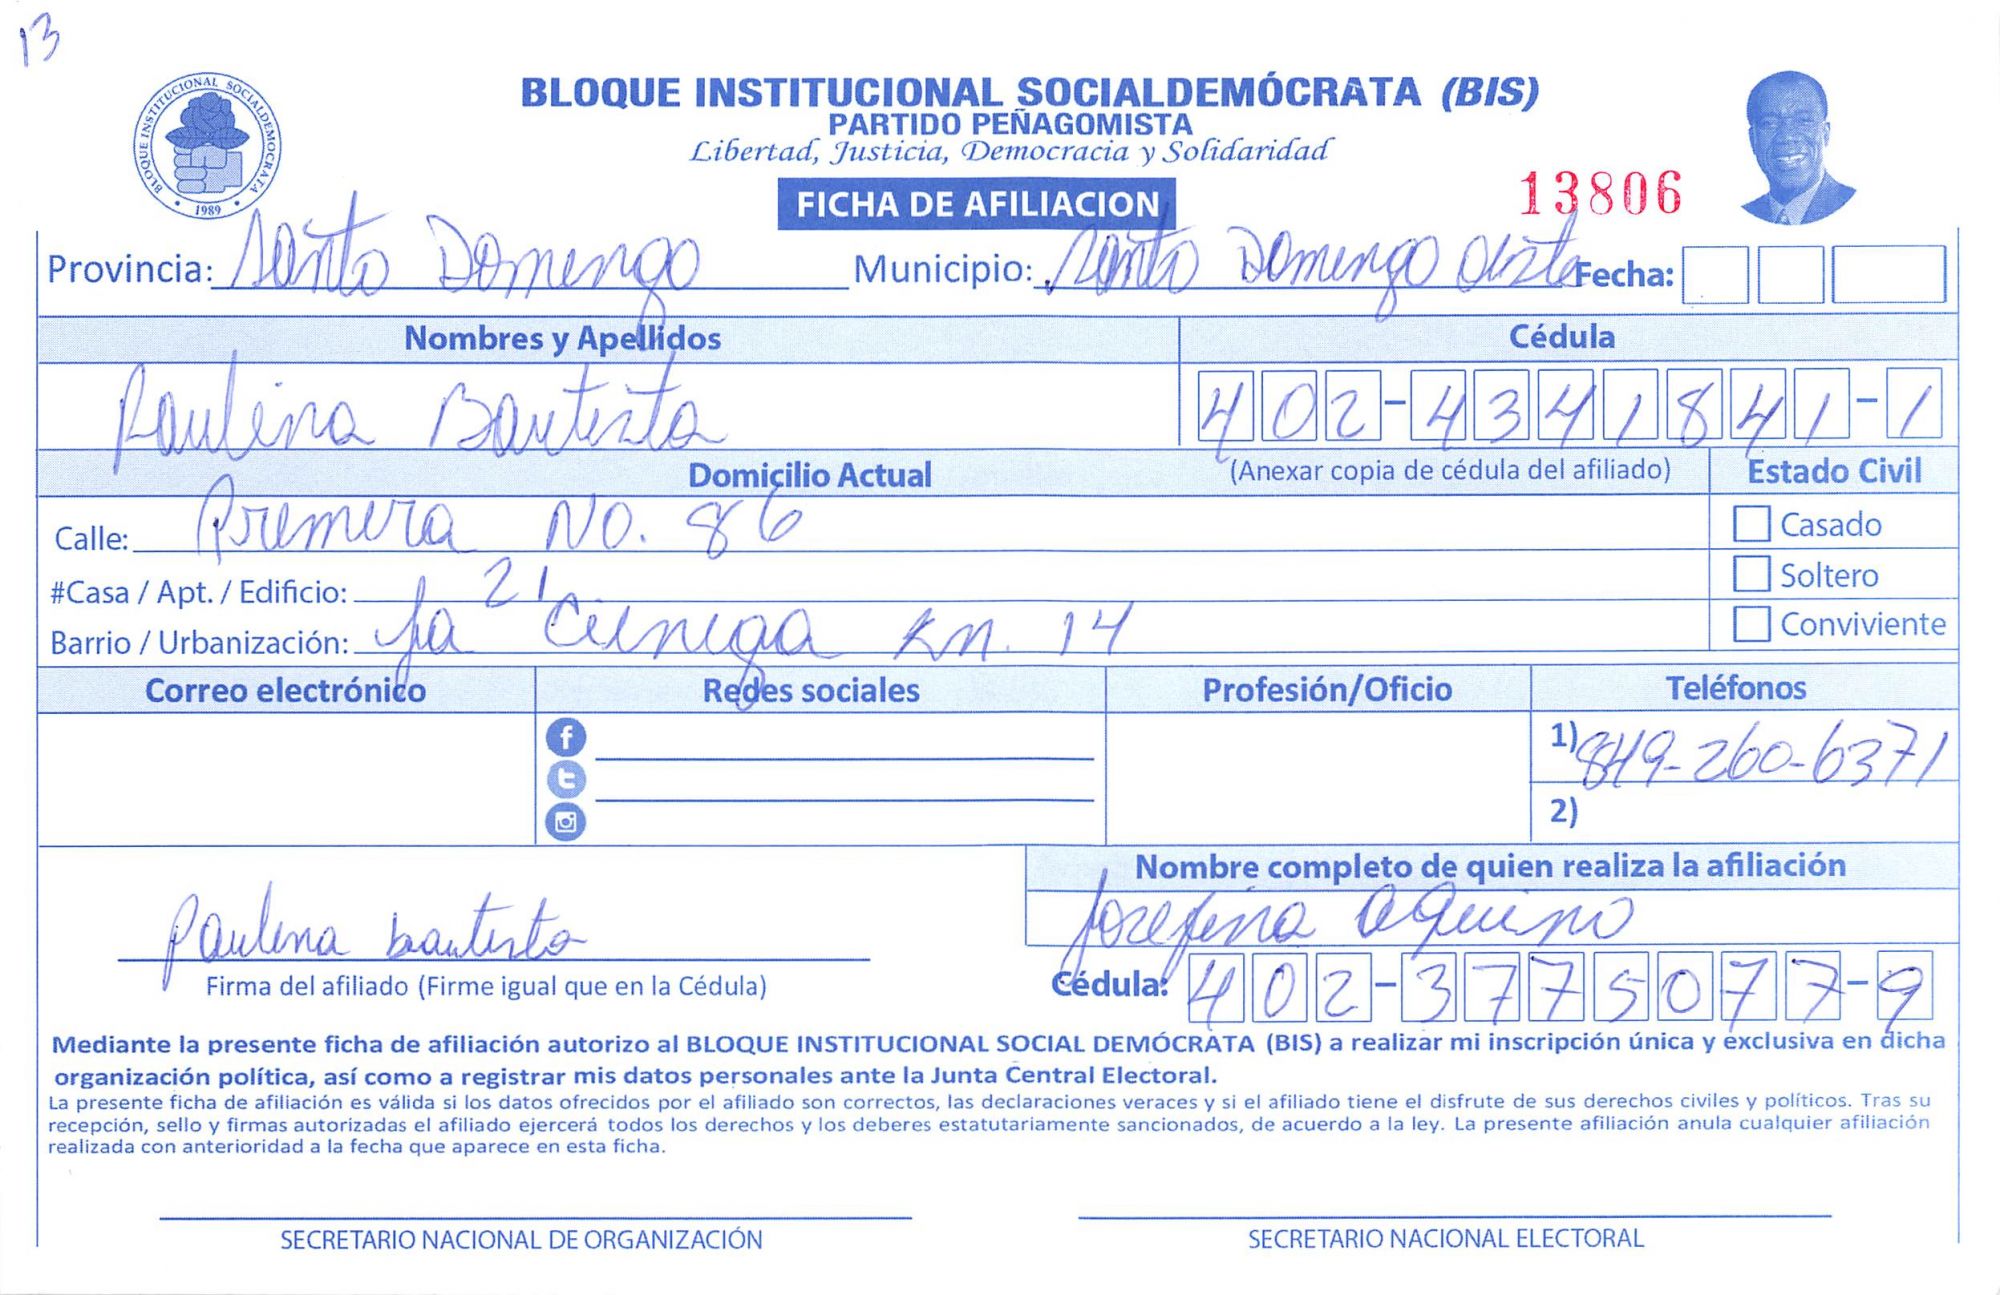 13
BLOQUE INSTITUCIONAL SOCIALDEMÓCRATA (BIS)
PARTIDO PEÑAGOMISTA
Libertad, Justicia, Democracia y Solidaridad
BLOQUE INSTITUCIONAL SOCIALDEMOCRATA
• 1989 •
FICHA DE AFILIACION
13806
Provincia: Santo Domingo Municipio: Santo Domingo Oeste Fecha:
Nombres y Apellidos Cédula
Paulina Bautista 402-4341841-1
Domicilio Actual (Anexar copia de cédula del afiliado) Estado Civil
Calle: Primera No. 86 Casado
#Casa / Apt. / Edificio: 21 Soltero
Barrio / Urbanización: La Cienega Km. 14 Conviviente
Correo electrónico Redes sociales Profesión/Oficio Teléfonos
1) 849-260-6371
2)
Nombre completo de quien realiza la afiliación
Josefina Aquino
Paulina bautista
Firma del afiliado (Firme igual que en la Cédula) Cédula: 402-3775077-9
Mediante la presente ficha de afiliación autorizo al BLOQUE INSTITUCIONAL SOCIAL DEMÓCRATA (BIS) a realizar mi inscripción única y exclusiva en dicha
organización política, así como a registrar mis datos personales ante la Junta Central Electoral.
La presente ficha de afiliación es válida si los datos ofrecidos por el afiliado son correctos, las declaraciones veraces y si el afiliado tiene el disfrute de sus derechos civiles y políticos. Tras su
recepción, sello y firmas autorizadas el afiliado ejercerá todos los derechos y los deberes estatutariamente sancionados, de acuerdo a la ley. La presente afiliación anula cualquier afiliación
realizada con anterioridad a la fecha que aparece en esta ficha.
SECRETARIO NACIONAL DE ORGANIZACIÓN SECRETARIO NACIONAL ELECTORAL